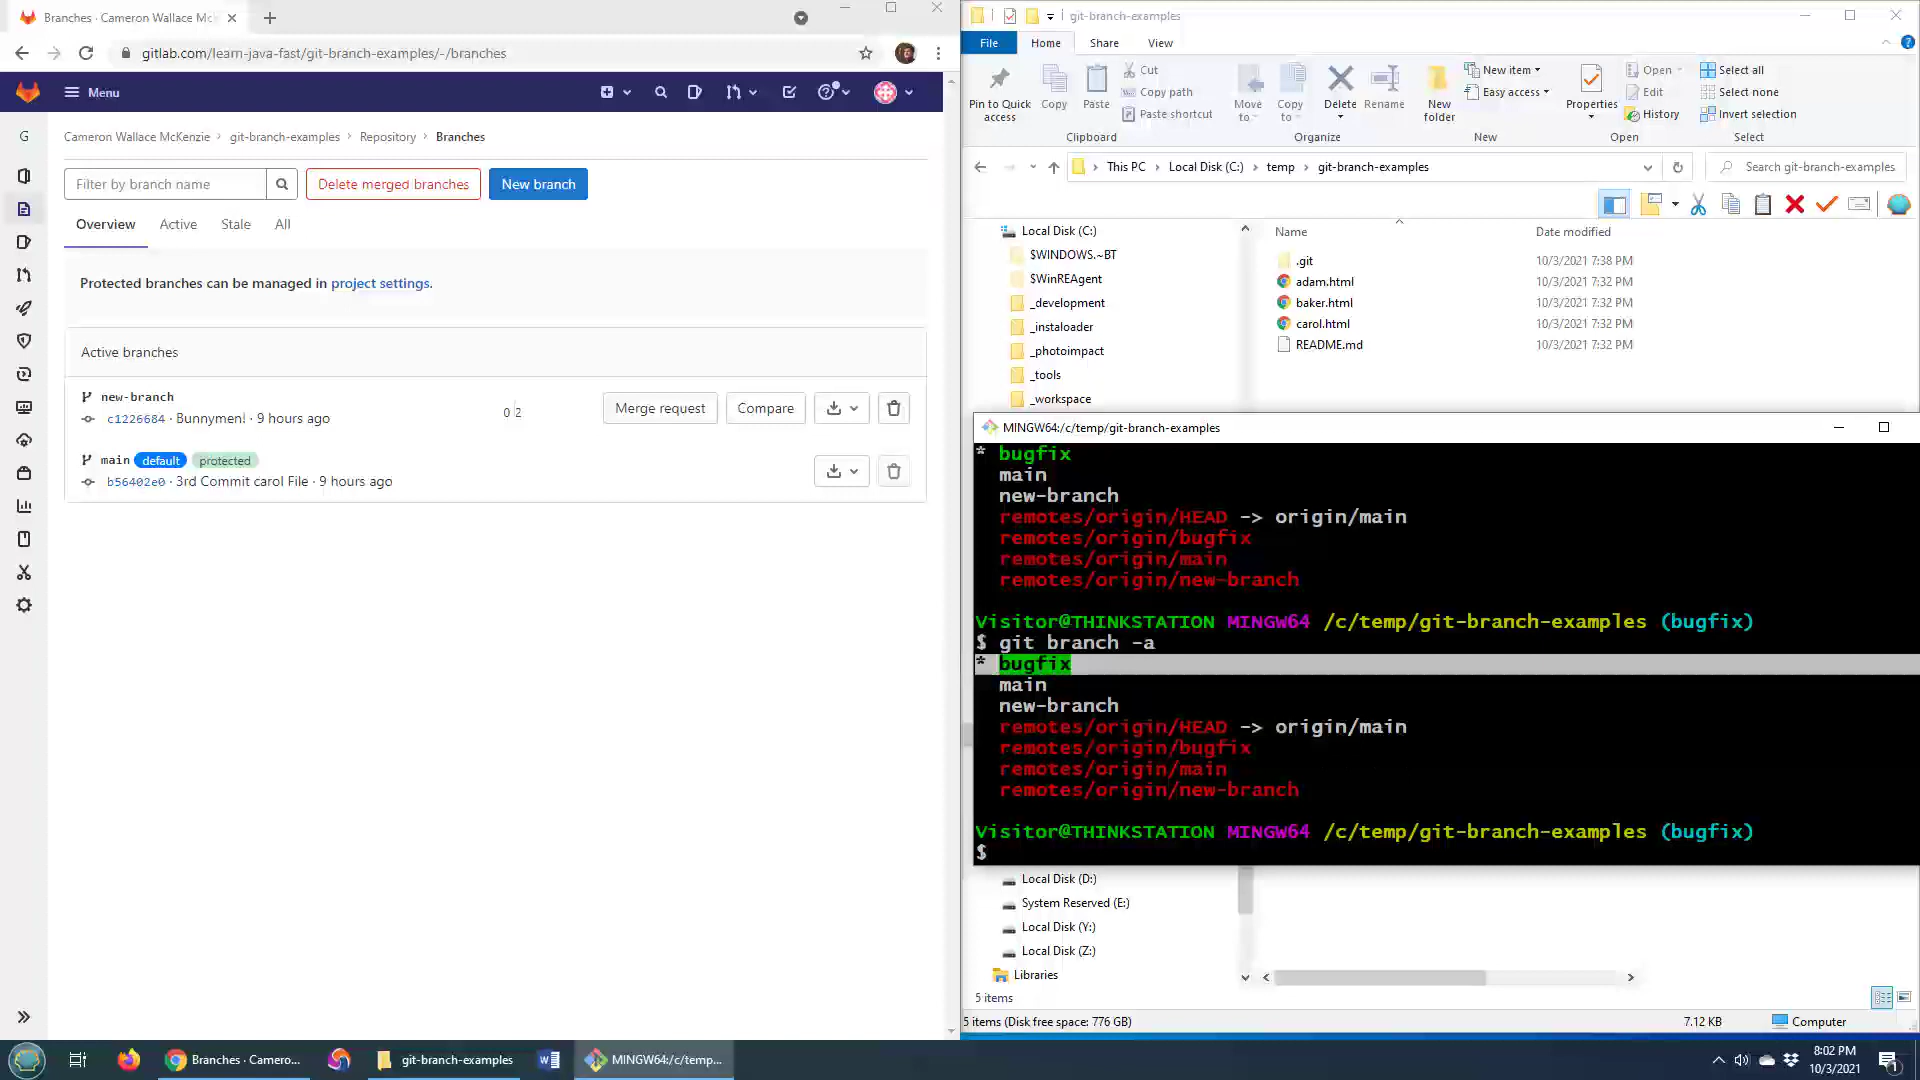 Branches · Cameron Wallace McK
gitlab.com/learn-java-fast/git-branch-examples/-/branches
Menu
G
Cameron Wallace McKenzie › git-branch-examples › Repository › Branches
Filter by branch name
Delete merged branches
New branch
Overview
Active
Stale
All
Protected branches can be managed in project settings.
Active branches
new-branch
c1226684 · Bunnymen! · 9 hours ago
0 2
Merge request
Compare
main default protected
b56402e0 · 3rd Commit carol File · 9 hours ago
git-branch-examples
File
Home
Share
View
Pin to Quick access
Copy
Paste
Cut
Copy path
Paste shortcut
Clipboard
Move to
Copy to
Delete
Rename
Organize
New folder
New item
Easy access
New
Properties
Open
Edit
History
Open
Select all
Select none
Invert selection
Select
This PC › Local Disk (C:) › temp › git-branch-examples
Search git-branch-examples
Local Disk (C:)
$WINDOWS.~BT
$WinREAgent
_development
_instaloader
_photoimpact
_tools
_workspace
Name Date modified
.git 10/3/2021 7:38 PM
adam.html 10/3/2021 7:32 PM
baker.html 10/3/2021 7:32 PM
carol.html 10/3/2021 7:32 PM
README.md 10/3/2021 7:32 PM
MINGW64:/c/temp/git-branch-examples
* bugfix
main
new-branch
remotes/origin/HEAD -> origin/main
remotes/origin/bugfix
remotes/origin/main
remotes/origin/new-branch
Visitor@THINKSTATION MINGW64 /c/temp/git-branch-examples (bugfix)
$ git branch -a
* bugfix
main
new-branch
remotes/origin/HEAD -> origin/main
remotes/origin/bugfix
remotes/origin/main
remotes/origin/new-branch
Visitor@THINKSTATION MINGW64 /c/temp/git-branch-examples (bugfix)
$
Local Disk (D:)
System Reserved (E:)
Local Disk (Y:)
Local Disk (Z:)
Libraries
5 items
5 items (Disk free space: 776 GB)
7.12 KB
Computer
Branches · Camero...
git-branch-examples
MINGW64:/c/temp...
8:02 PM
10/3/2021
1